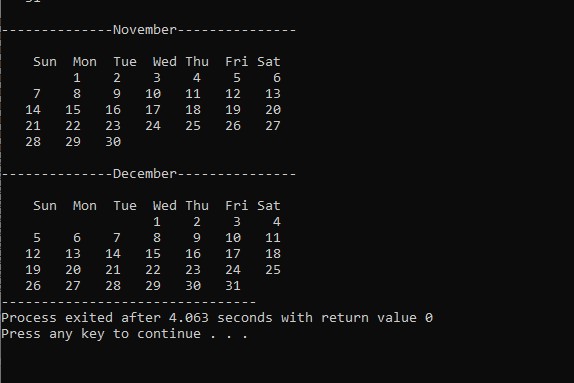 31
--------------November---------------
    Sun  Mon  Tue  Wed Thu  Fri Sat
         1    2    3    4    5    6
    7    8    9   10   11   12   13
   14   15   16   17   18   19   20
   21   22   23   24   25   26   27
   28   29   30
--------------December---------------
    Sun  Mon  Tue  Wed Thu  Fri Sat
                   1    2    3    4
    5    6    7    8    9   10   11
   12   13   14   15   16   17   18
   19   20   21   22   23   24   25
   26   27   28   29   30   31
--------------------------------
Process exited after 4.063 seconds with return value 0
Press any key to continue . . .